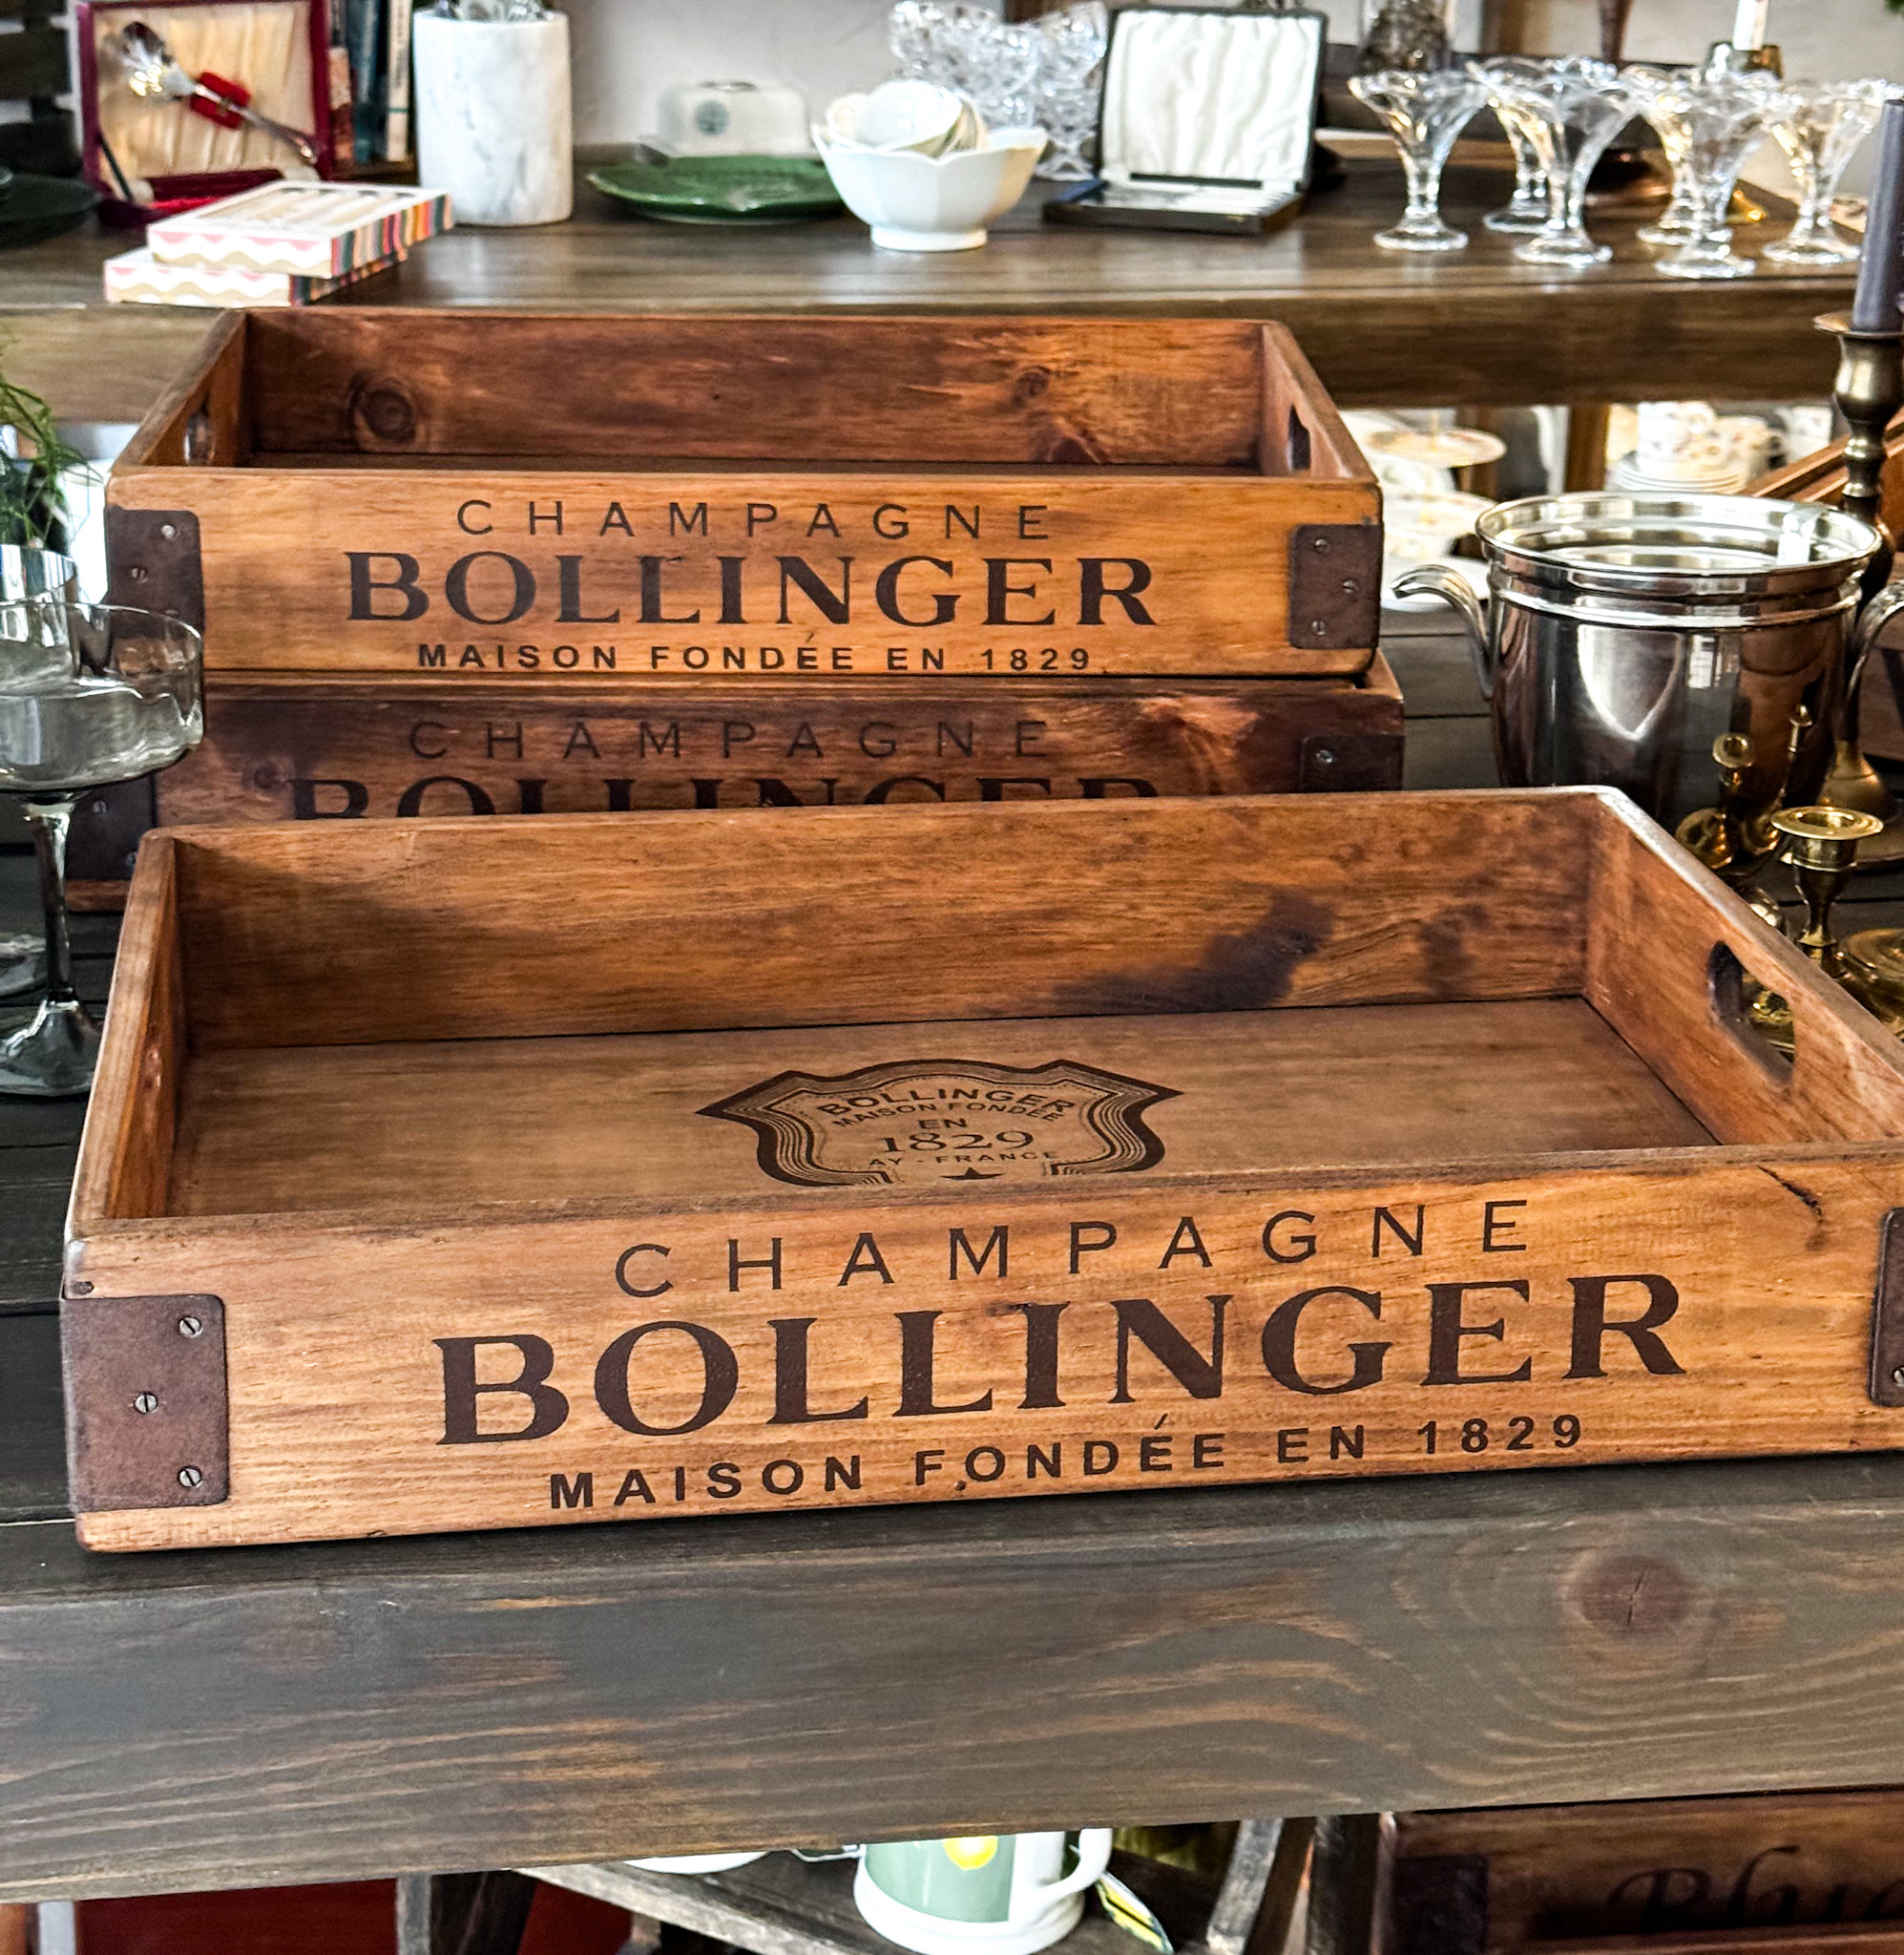 CHAMPAGNE
BOLLINGER
MAISON FONDÉE EN 1829
CHAMPAGNE
BOLLINGER
BOLLINGER
MAISON FONDÉE
EN
1829
AY - FRANCE
CHAMPAGNE
BOLLINGER
MAISON FONDÉE EN 1829